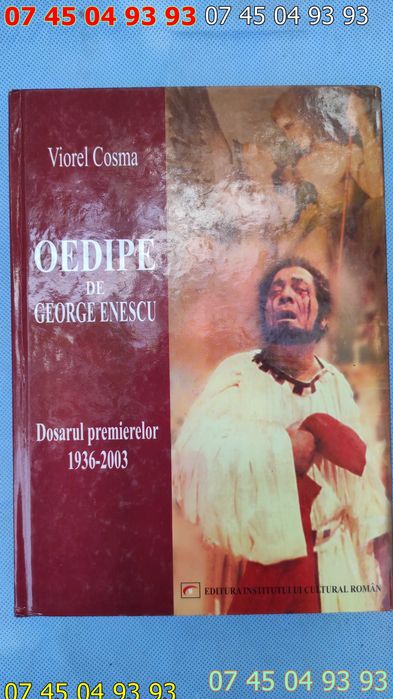 07 45 04 93 93 07 45 04 93 93
Viorel Cosma
OEDIPE
DE
GEORGE ENESCU
Dosarul premierelor
1936-2003
EDITURA INSTITUTULUI CULTURAL ROMÂN
07 45 04 93 93 07 45 04 93 93